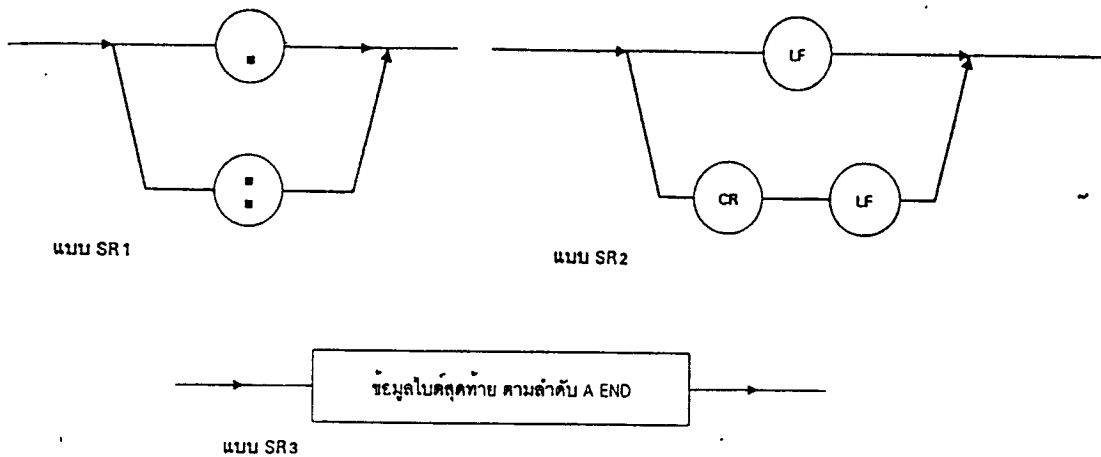 .
:
LF
CR
LF
แบบ SR1
แบบ SR2
ข้อมูลไบต์สุดท้าย ตามลำดับ A END
แบบ SR3